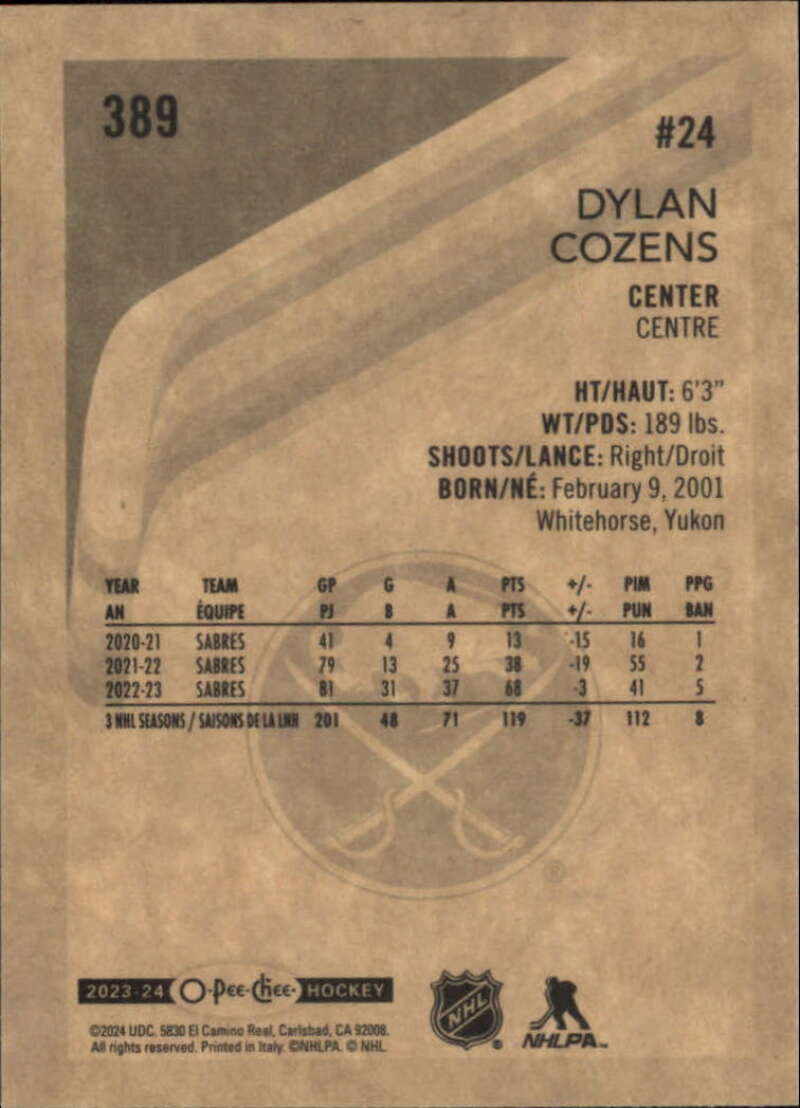 389
#24
DYLAN
COZENS
CENTER
CENTRE
HT/HAUT: 6'3"
WT/PDS: 189 lbs.
SHOOTS/LANCE: Right/Droit
BORN/NÉ: February 9, 2001
Whitehorse, Yukon
YEAR TEAM GP G A PTS +/- PIM PPG
AN ÉQUIPE PJ B A PTS +/- PUN BAN
2020-21 SABRES 41 4 9 13 -15 16 1
2021-22 SABRES 79 13 25 38 -19 55 2
2022-23 SABRES 81 31 37 68 -3 41 5
3 NHL SEASONS / SAISONS DE LA LNH 201 48 71 119 -37 112 8
2023-24 O-Pee-Chee HOCKEY
©2024 UDC. 5830 El Camino Real, Carlsbad, CA 92008.
All rights reserved. Printed in Italy. ©NHLPA. © NHL
NHL
NHLPA